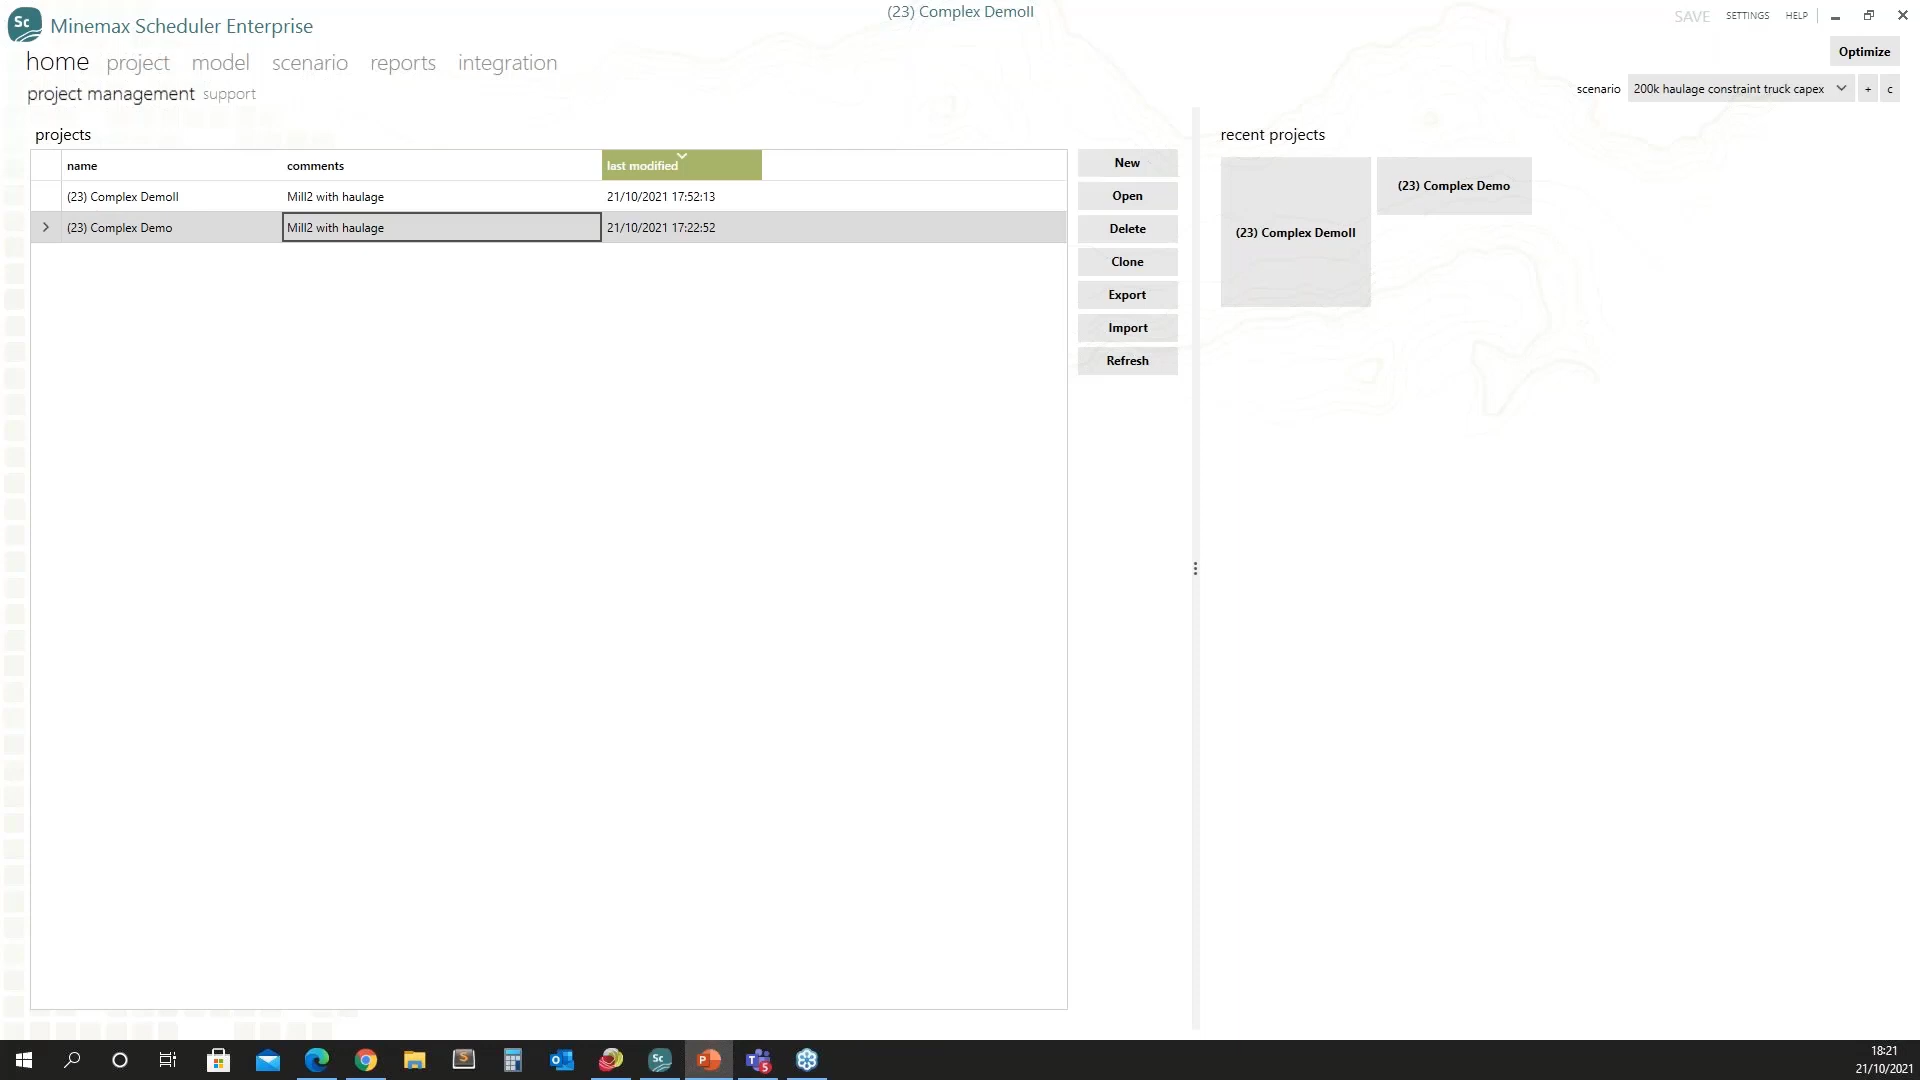 (23) Complex DemoII
SAVE SETTINGS HELP
Sc Minemax Scheduler Enterprise
home project model scenario reports integration
Optimize
project management support
scenario 200k haulage constraint truck capex + c
projects
recent projects
name comments last modified
(23) Complex DemoII Mill2 with haulage 21/10/2021 17:52:13
(23) Complex Demo Mill2 with haulage 21/10/2021 17:22:52
New
Open
Delete
Clone
Export
Import
Refresh
(23) Complex DemoII
(23) Complex Demo
18:21
21/10/2021